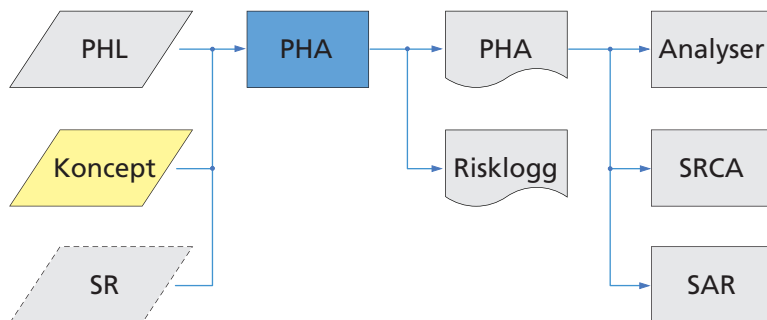 PHL
PHA
PHA
Analyser
Koncept
Risklogg
SRCA
SR
SAR